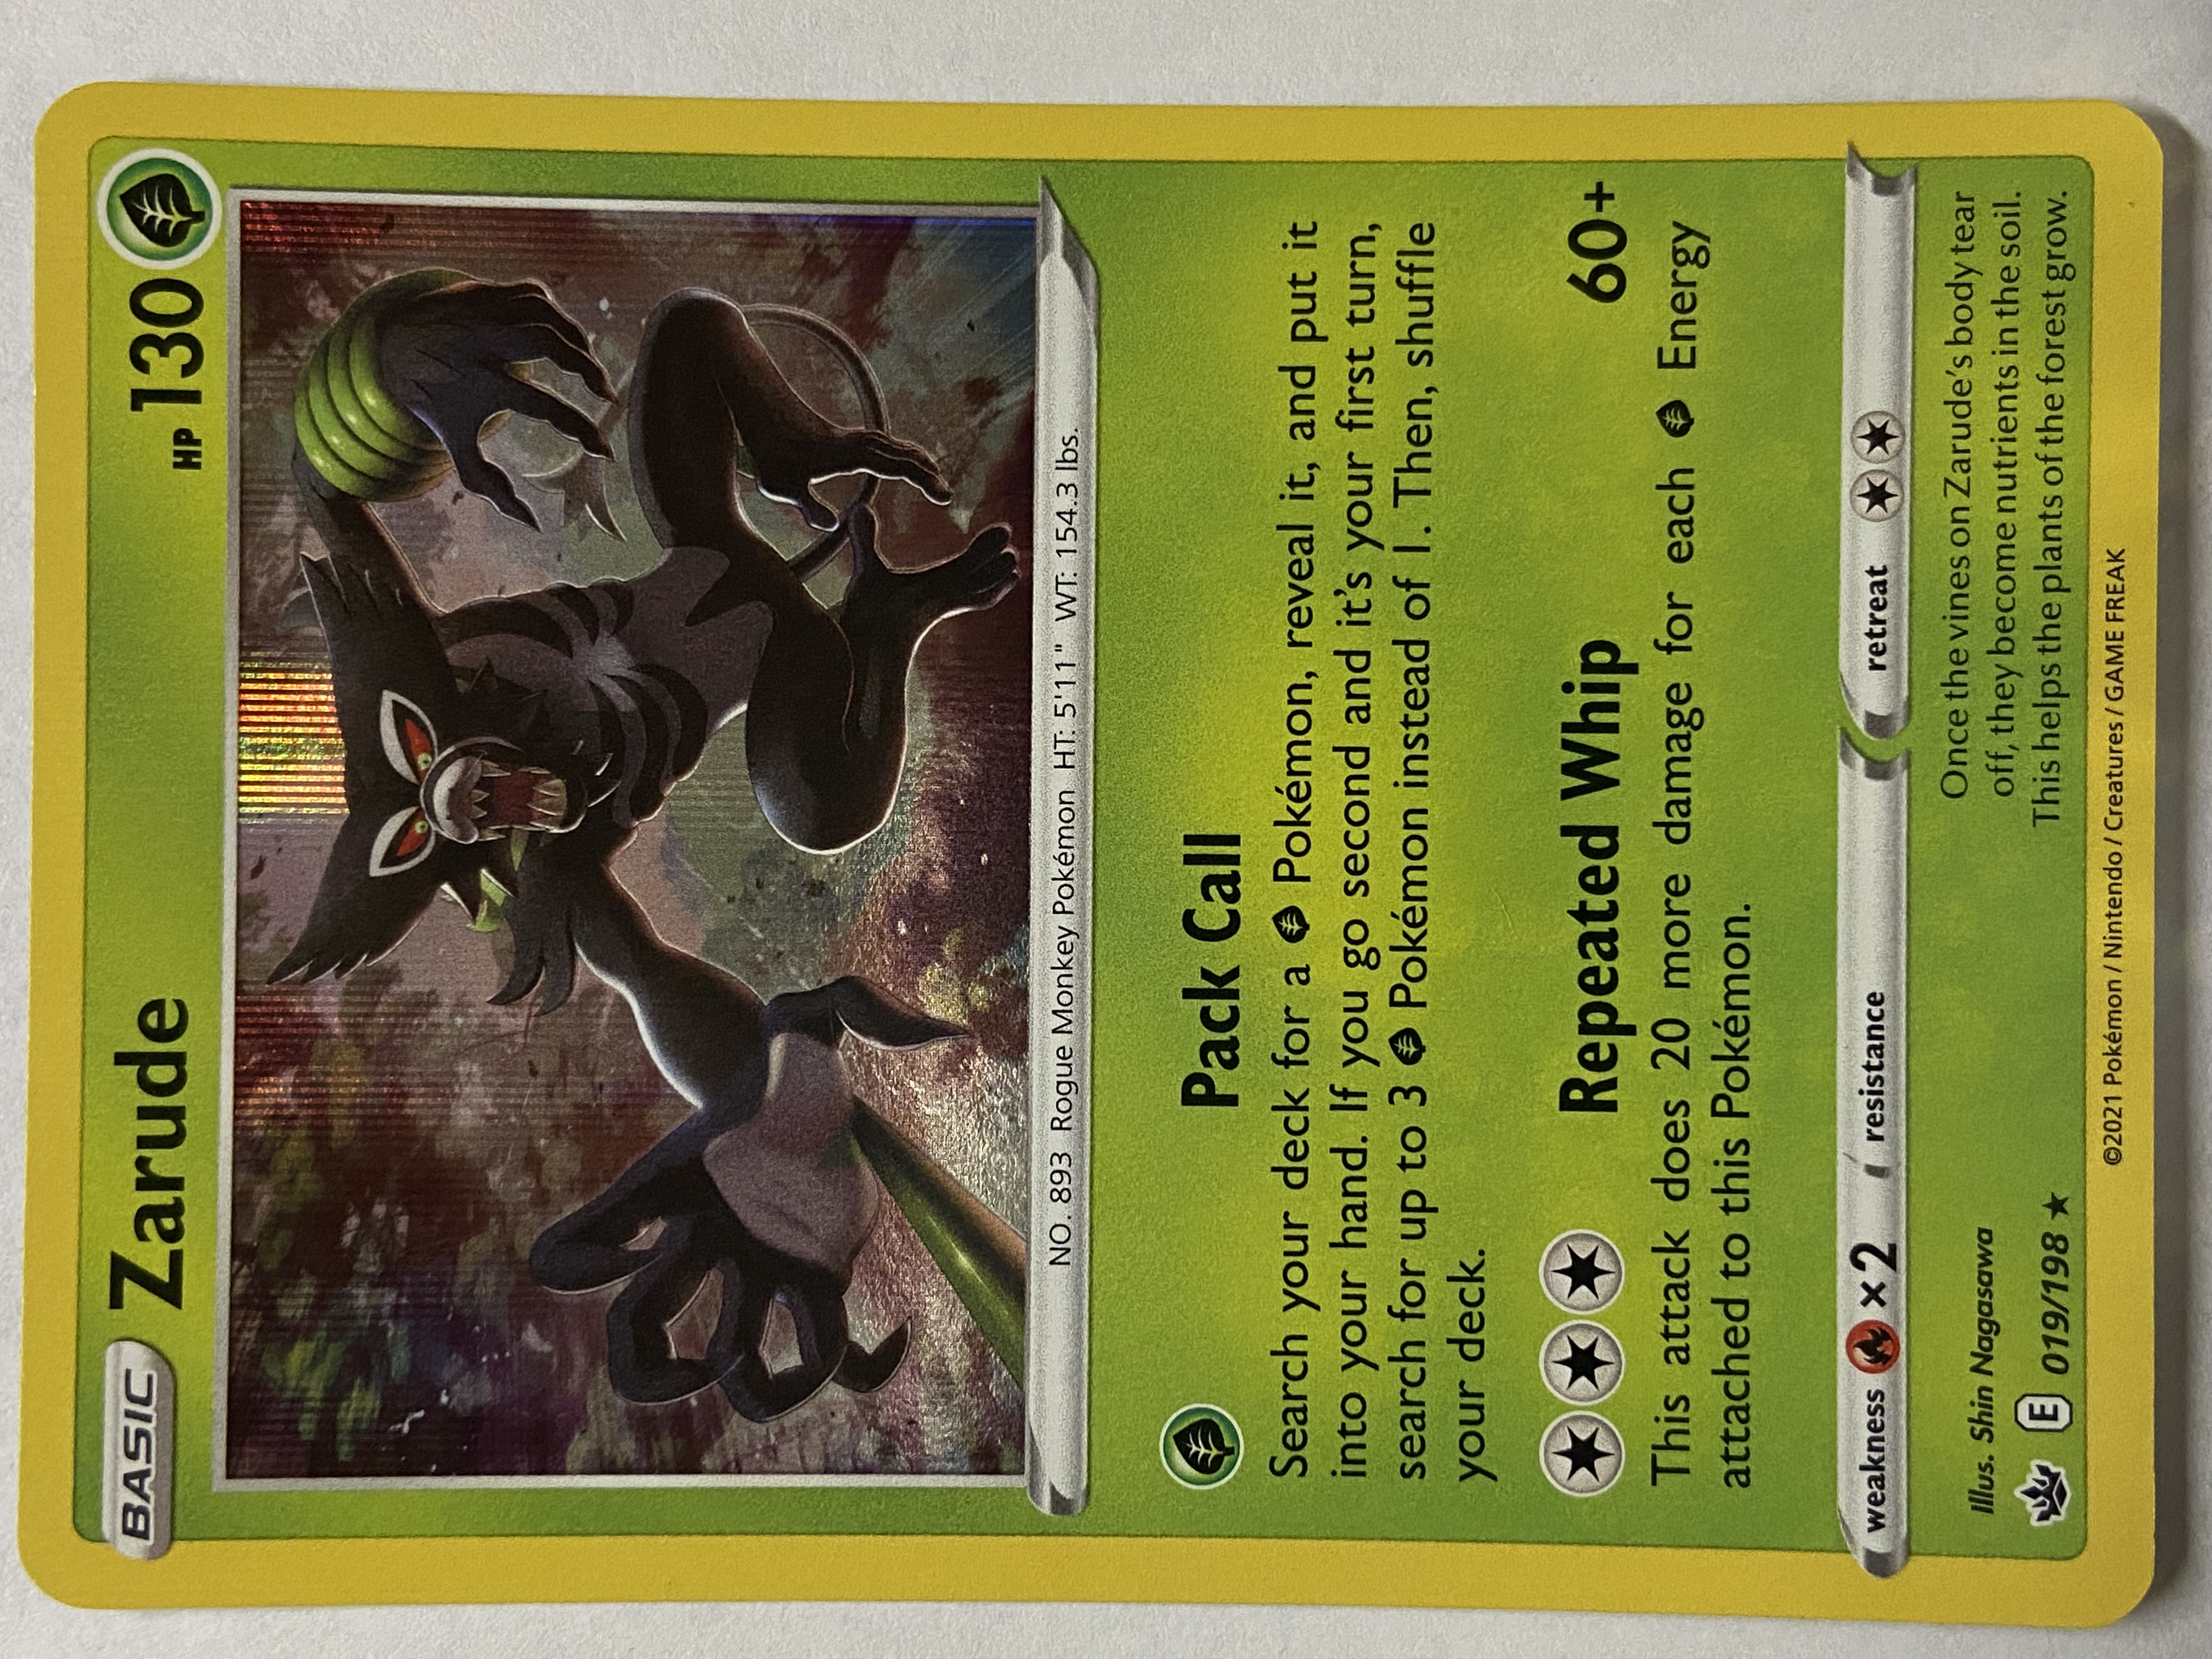 BASIC Zarude HP 130
NO. 893 Rogue Monkey Pokémon HT: 5'11" WT: 154.3 lbs.
Pack Call
Search your deck for a Pokémon, reveal it, and put it
into your hand. If you go second and it's your first turn,
search for up to 3 Pokémon instead of 1. Then, shuffle
your deck.
Repeated Whip 60+
This attack does 20 more damage for each Energy
attached to this Pokémon.
weakness ×2 resistance retreat
Illus. Shin Nagasawa
E 019/198 ★
Once the vines on Zarude's body tear
off, they become nutrients in the soil.
This helps the plants of the forest grow.
©2021 Pokémon / Nintendo / Creatures / GAME FREAK